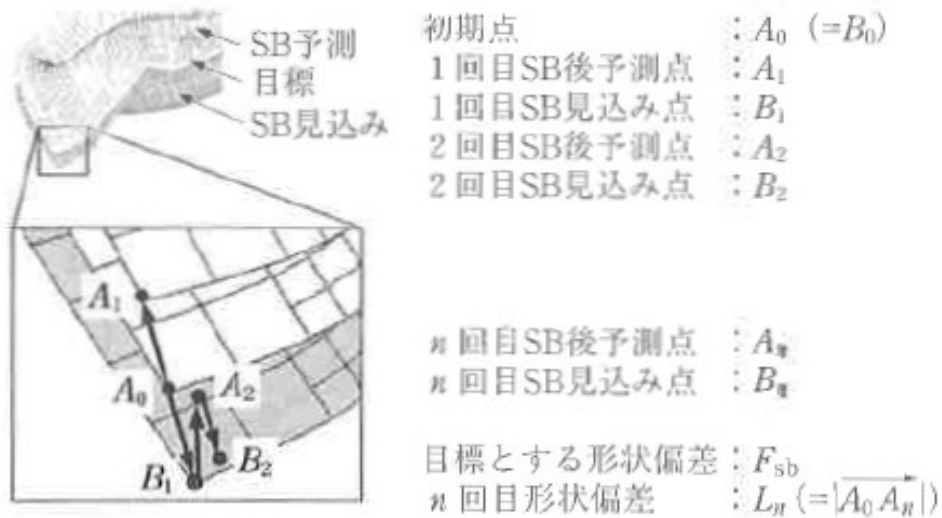 SB予測
目標
SB見込み
初期点 : A₀ (=B₀)
1回目SB後予測点 : A₁
1回目SB見込み点 : B₁
2回目SB後予測点 : A₂
2回目SB見込み点 : B₂
n回目SB後予測点 : Aₙ
n回目SB見込み点 : Bₙ
目標とする形状偏差 : F_sb
n回目形状偏差 : Lₙ (=|A₀Aₙ|)
A₁
A₀
A₂
B₁
B₂